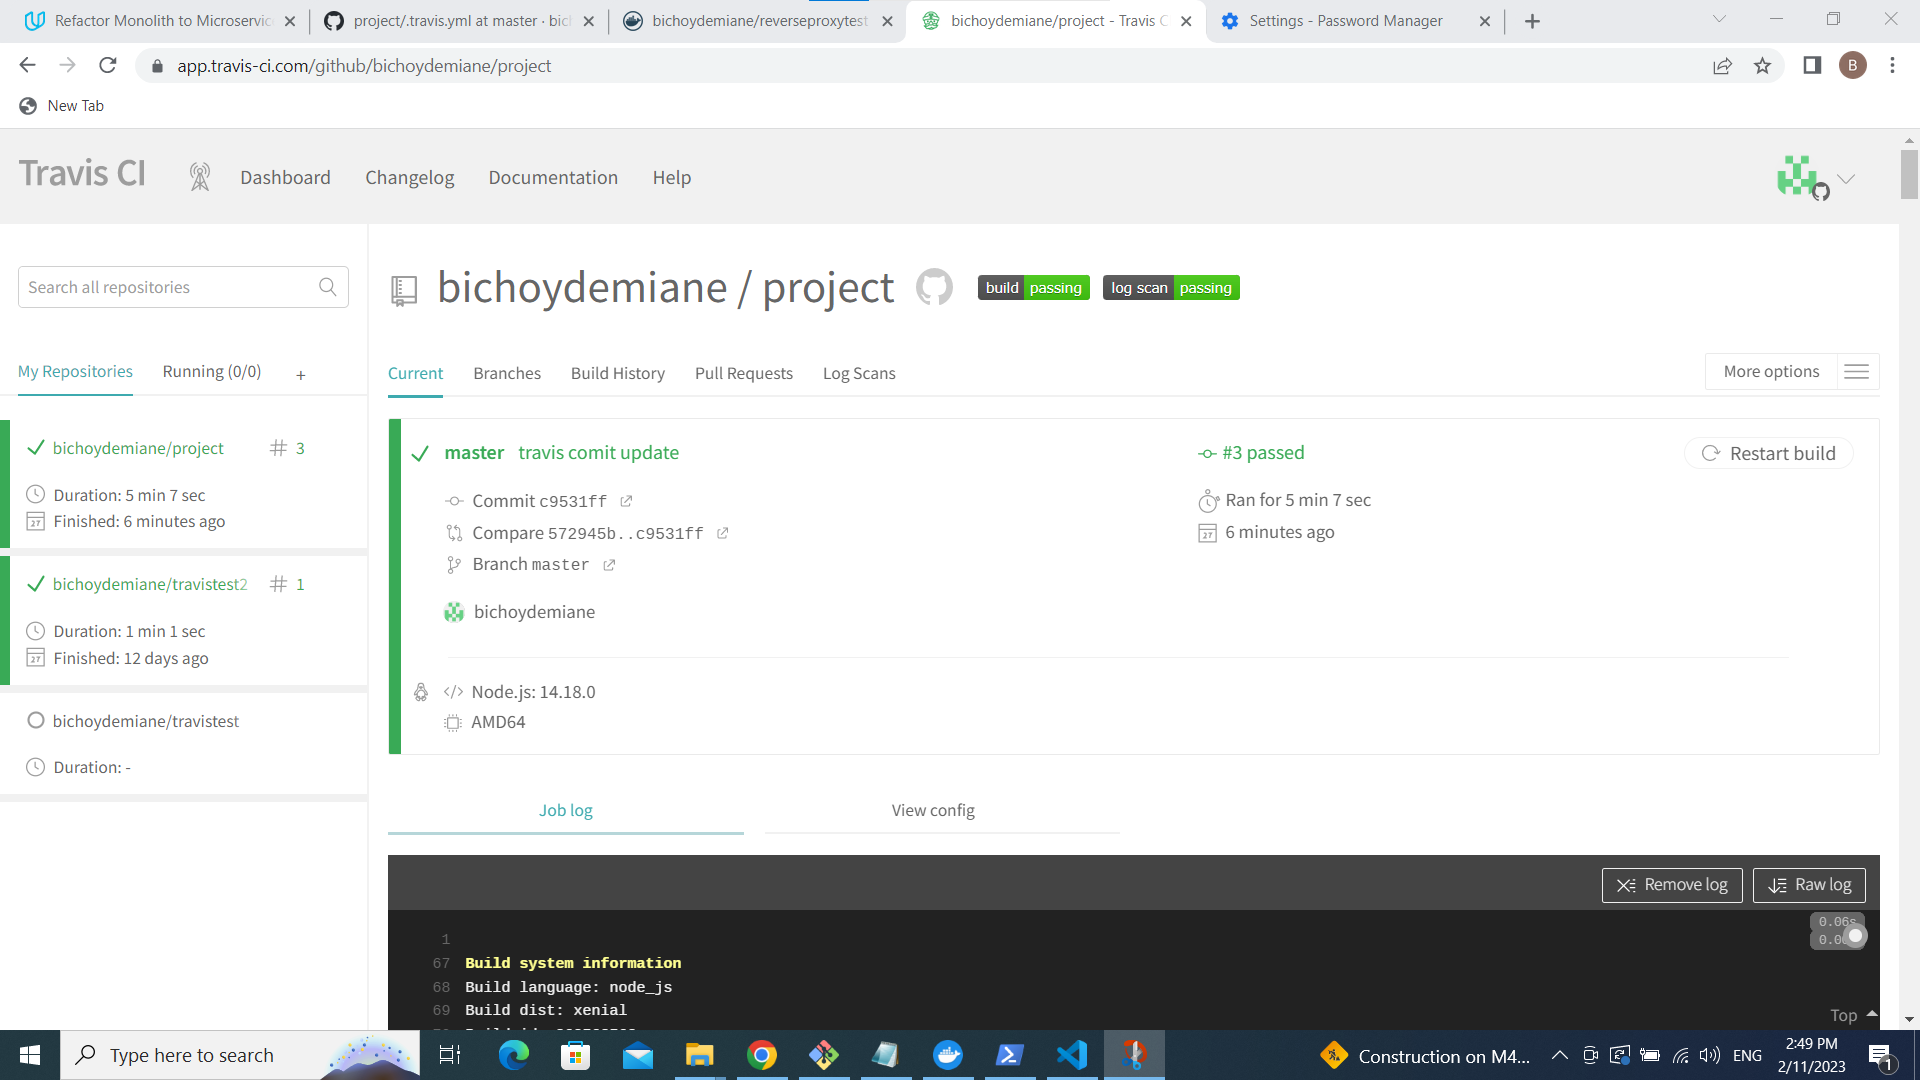 Refactor Monolith to Microservic
project/.travis.yml at master · bich
bichoydemiane/reverseproxytest
bichoydemiane/project - Travis C
Settings - Password Manager
app.travis-ci.com/github/bichoydemiane/project
B
New Tab
Travis CI
Dashboard
Changelog
Documentation
Help
Search all repositories
My Repositories
Running (0/0)
+
bichoydemiane/project
# 3
Duration: 5 min 7 sec
Finished: 6 minutes ago
bichoydemiane/travistest2
# 1
Duration: 1 min 1 sec
Finished: 12 days ago
bichoydemiane/travistest
Duration: -
bichoydemiane / project
build passing
log scan passing
Current
Branches
Build History
Pull Requests
Log Scans
More options
master travis comit update
Commit c9531ff
Compare 572945b..c9531ff
Branch master
bichoydemiane
#3 passed
Ran for 5 min 7 sec
6 minutes ago
Restart build
Node.js: 14.18.0
AMD64
Job log
View config
Remove log
Raw log
0.06s
1
67 Build system information
68 Build language: node_js
69 Build dist: xenial
Top
Type here to search
Construction on M4...
ENG
2:49 PM
2/11/2023
1